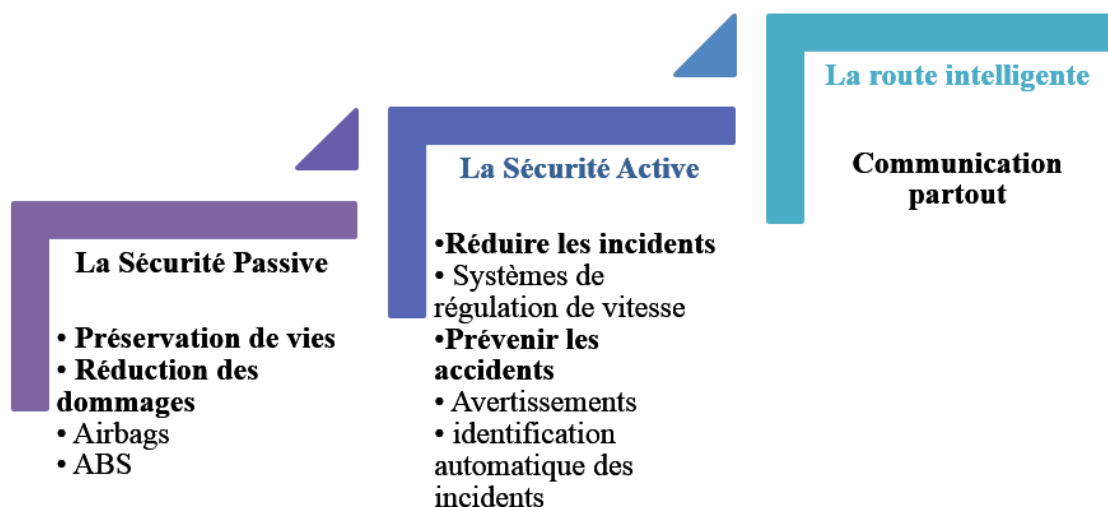 La Sécurité Passive
• Préservation de vies
• Réduction des
dommages
• Airbags
• ABS
La Sécurité Active
•Réduire les incidents
• Systèmes de
régulation de vitesse
•Prévenir les
accidents
• Avertissements
• identification
automatique des
incidents
La route intelligente
Communication
partout